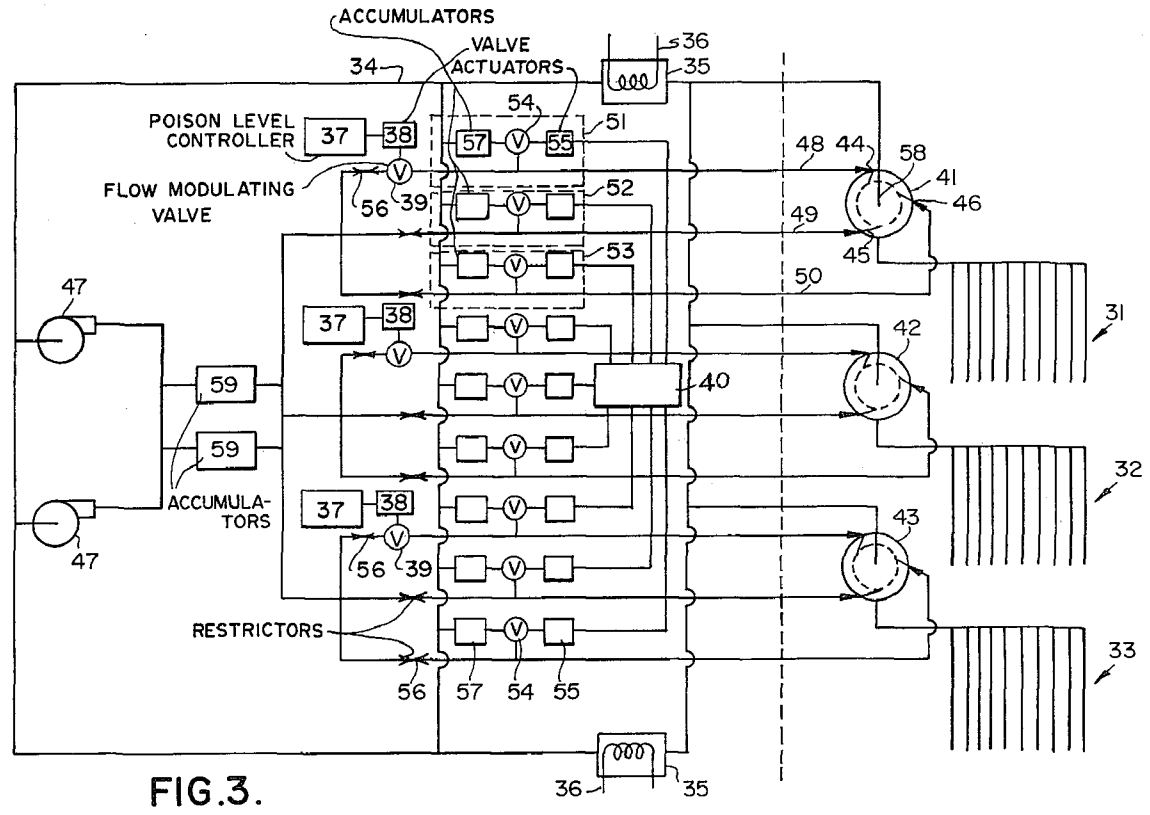 ACCUMULATORS
VALVE
ACTUATORS
36
35
34
54
51
POISON LEVEL
CONTROLLER
37
38
57
V
55
48
44
58
41
46
FLOW MODULATING
VALVE
56
V
39
52
V
49
45
53
V
50
47
37
38
V
31
42
V
59
V
40
59
V
32
ACCUMULA-
TORS
47
37
38
V
43
56
V
39
V
RESTRICTORS
V
33
56
57
54
55
36
35
FIG.3.